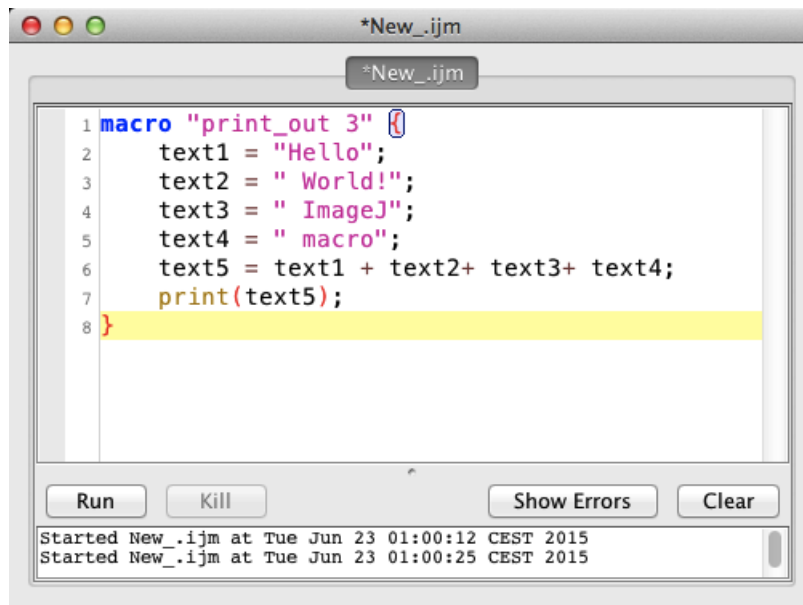 *New_.ijm
*New_.ijm
1 macro "print_out 3" {
2     text1 = "Hello";
3     text2 = " World!";
4     text3 = " ImageJ";
5     text4 = " macro";
6     text5 = text1 + text2+ text3+ text4;
7     print(text5);
8 }
Run Kill Show Errors Clear
Started New_.ijm at Tue Jun 23 01:00:12 CEST 2015
Started New_.ijm at Tue Jun 23 01:00:25 CEST 2015